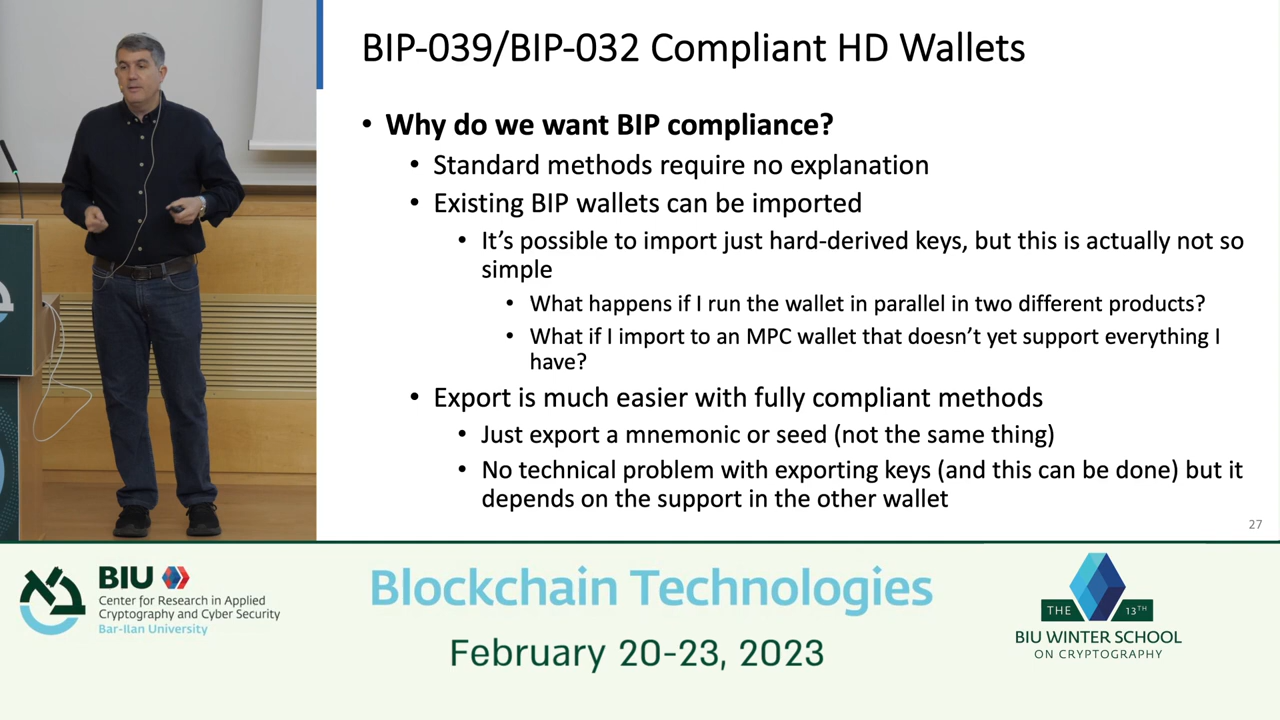 BIP-039/BIP-032 Compliant HD Wallets
• Why do we want BIP compliance?
• Standard methods require no explanation
• Existing BIP wallets can be imported
• It’s possible to import just hard-derived keys, but this is actually not so
simple
• What happens if I run the wallet in parallel in two different products?
• What if I import to an MPC wallet that doesn’t yet support everything I
have?
• Export is much easier with fully compliant methods
• Just export a mnemonic or seed (not the same thing)
• No technical problem with exporting keys (and this can be done) but it
depends on the support in the other wallet
27
BIU
Center for Research in Applied
Cryptography and Cyber Security
Bar-Ilan University
Blockchain Technologies
February 20-23, 2023
THE 13TH
BIU WINTER SCHOOL
ON CRYPTOGRAPHY